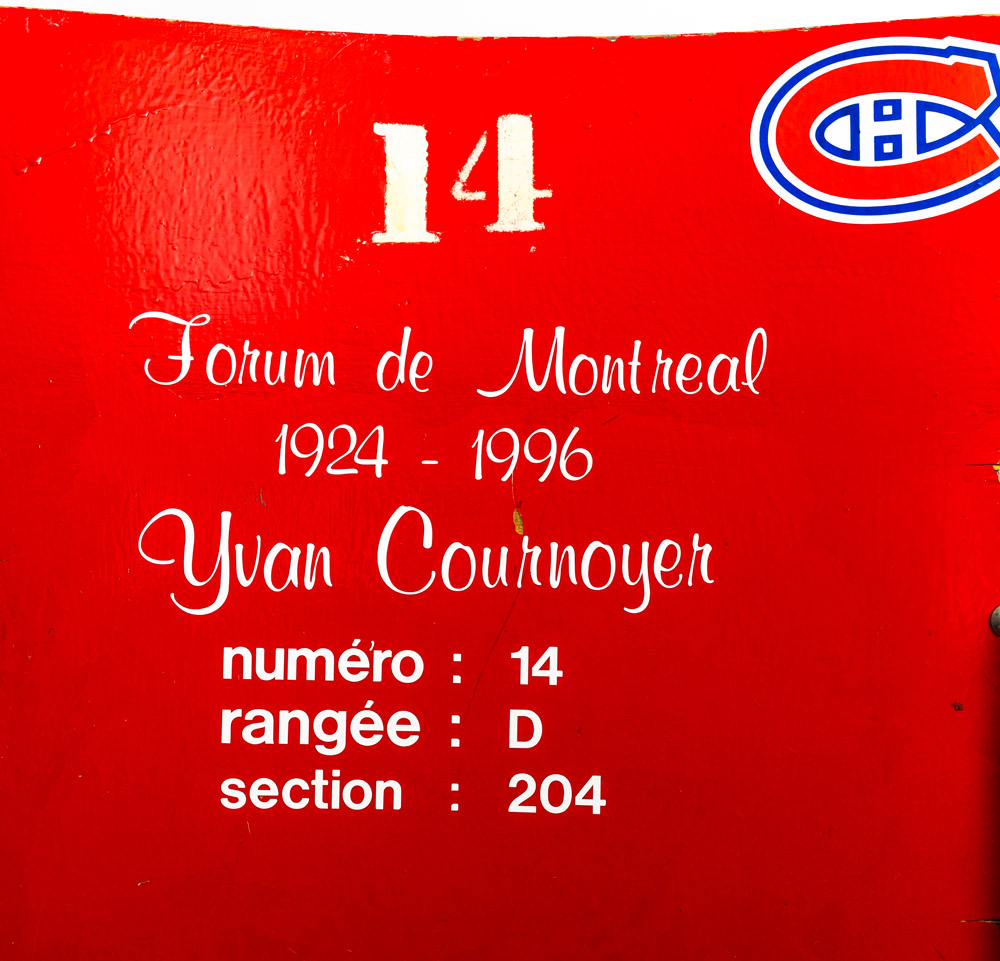 14
Forum de Montreal
1924 - 1996
Yvan Cournoyer
numéro : 14
rangée : D
section : 204